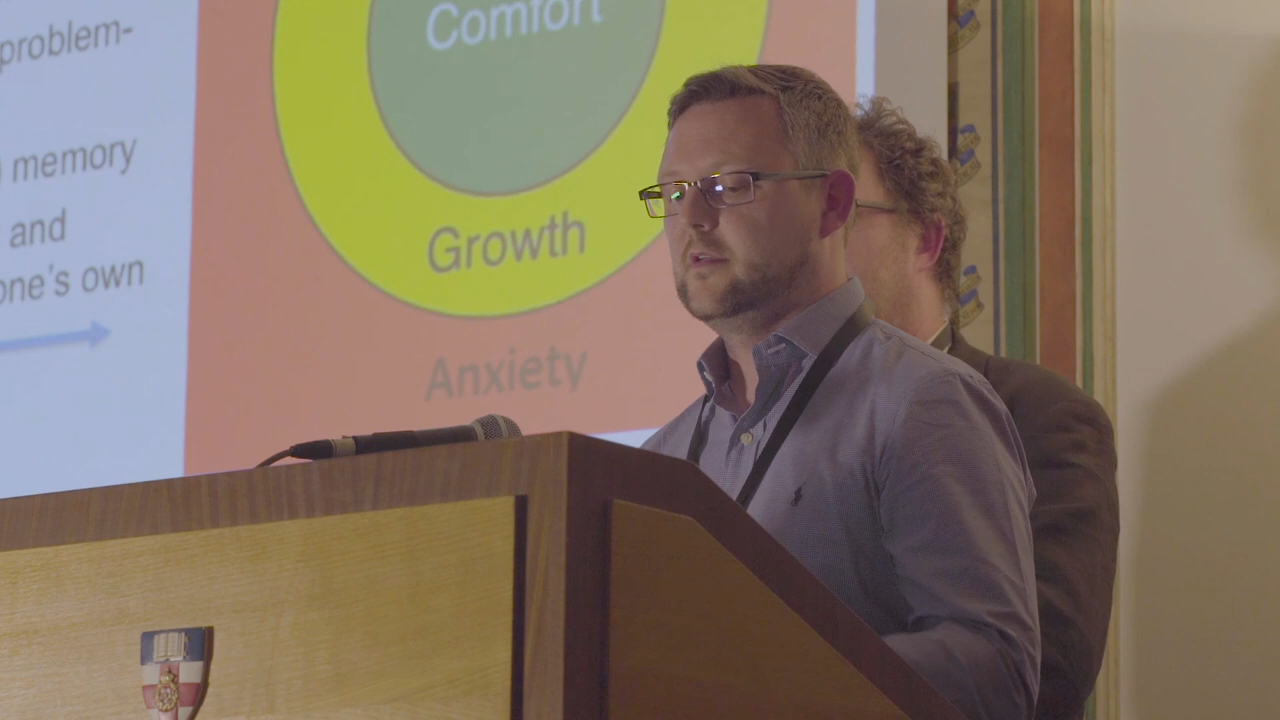 problem-
memory
and
one's own
Comfort
Growth
Anxiety